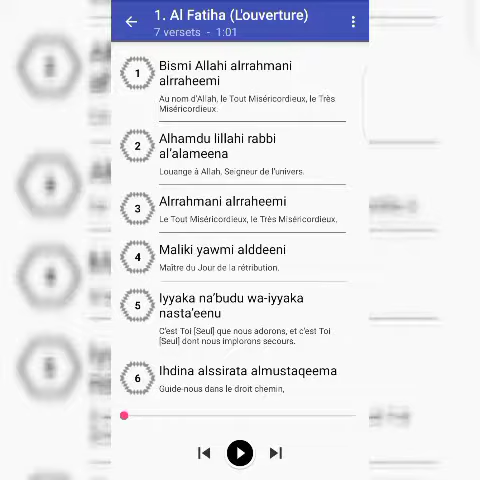 1. Al Fatiha (L'ouverture)
7 versets - 1:01
1
Bismi Allahi alrrahmani
alrraheemi
Au nom d'Allah, le Tout Miséricordieux, le Très
Miséricordieux.
2
Alhamdu lillahi rabbi
al'alameena
Louange à Allah, Seigneur de l'univers.
3
Alrrahmani alrraheemi
Le Tout Miséricordieux, le Très Miséricordieux,
4
Maliki yawmi alddeeni
Maître du Jour de la rétribution.
5
Iyyaka na'budu wa-iyyaka
nasta'eenu
C'est Toi [Seul] que nous adorons, et c'est Toi
[Seul] dont nous implorons secours.
6
Ihdina alssirata almustaqeema
Guide-nous dans le droit chemin,